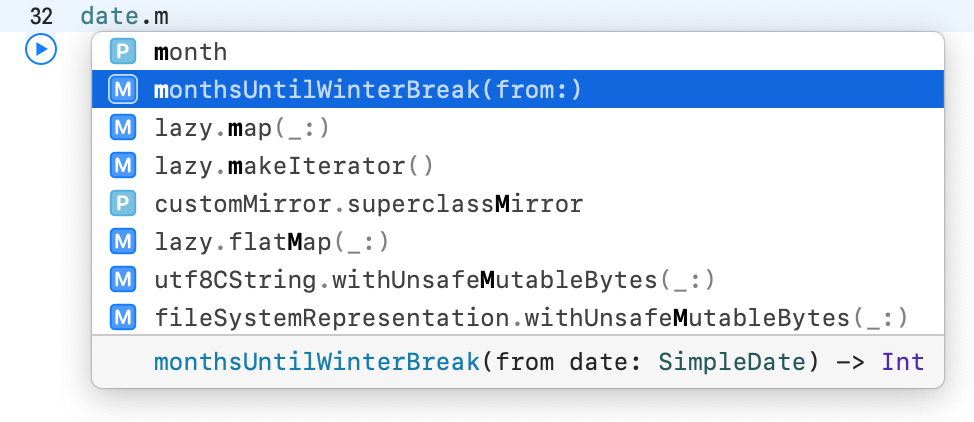 32 date.m
P month
M monthsUntilWinterBreak(from:)
M lazy.map(_:)
M lazy.makeIterator()
P customMirror.superclassMirror
M lazy.flatMap(_:)
M utf8CString.withUnsafeMutableBytes(_:)
M fileSystemRepresentation.withUnsafeMutableBytes(_:)
monthsUntilWinterBreak(from date: SimpleDate) -> Int